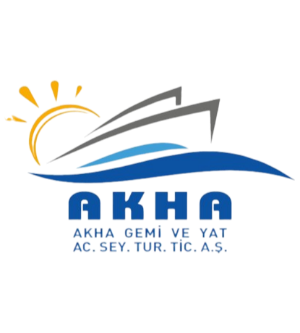 AKHA
AKHA GEMİ VE YAT
AC. SEY. TUR. TİC. A.Ş.